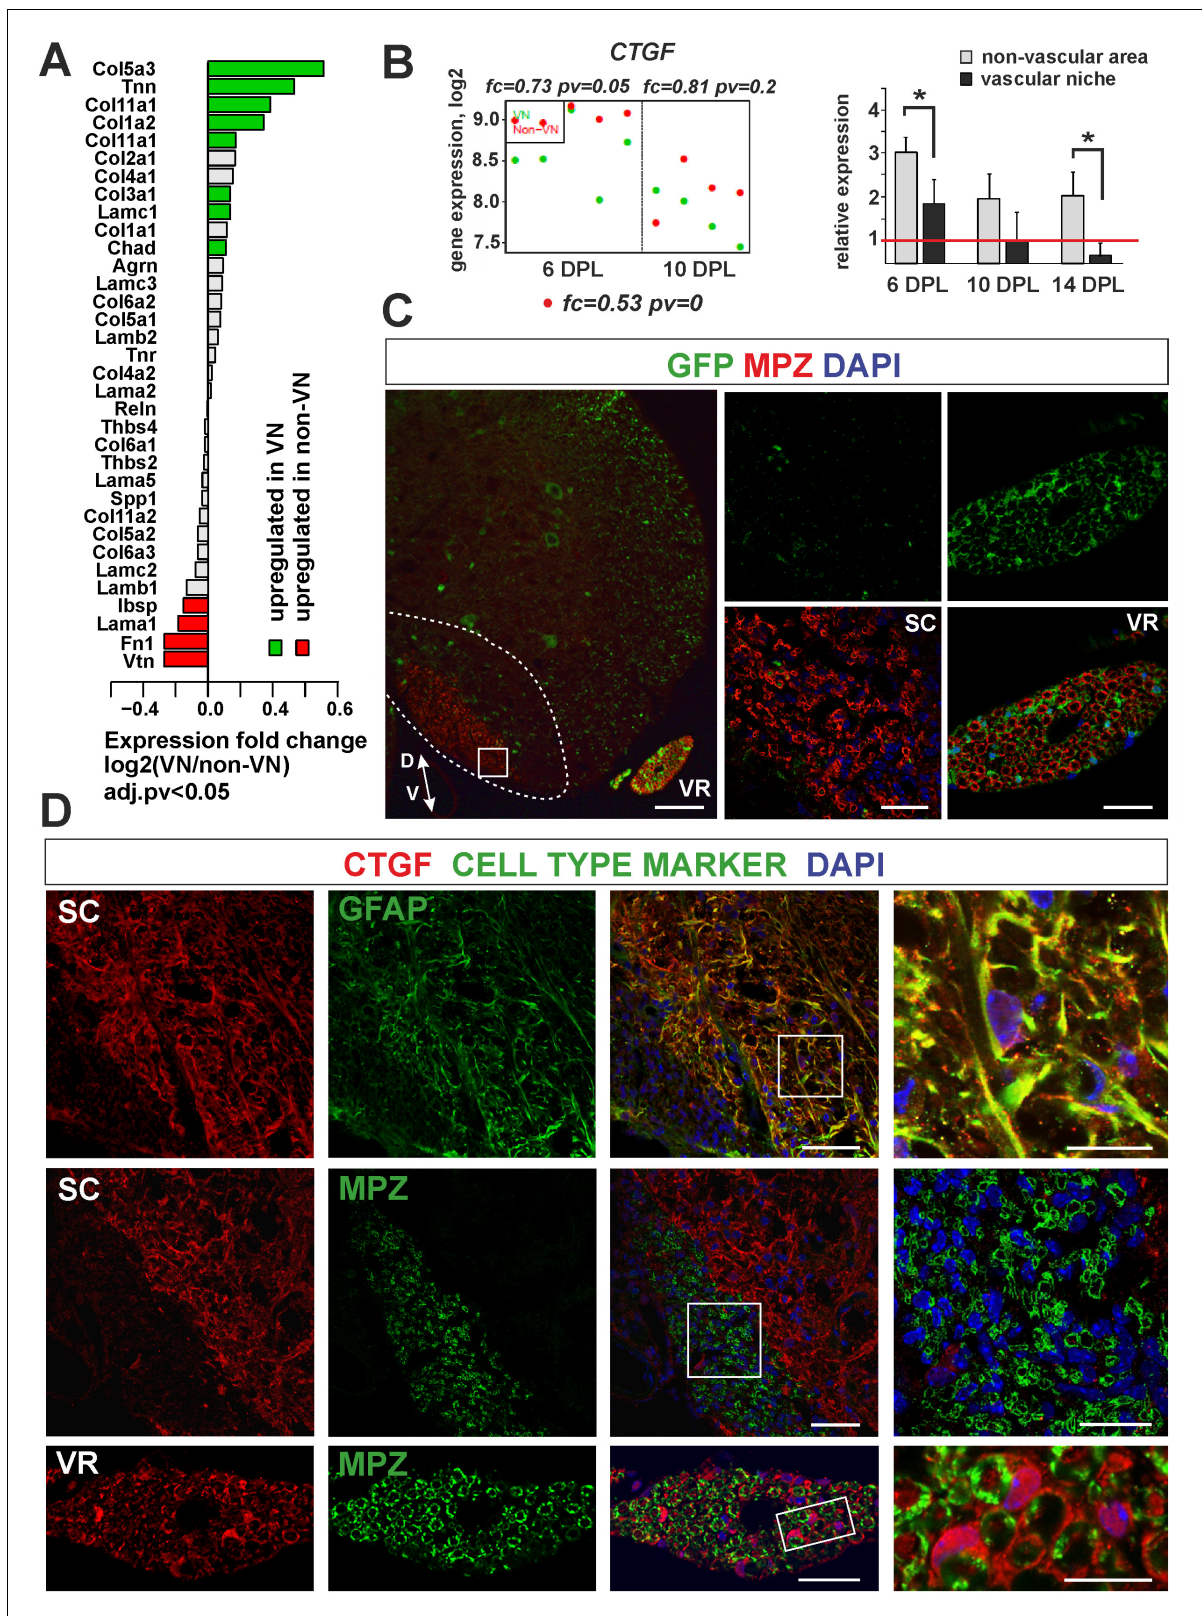 A
Col5a3
Tnn
Col11a1
Col1a2
Col11a1
Col2a1
Col4a1
Col3a1
Lamc1
Col1a1
Chad
Agrn
Lamc3
Col6a2
Col5a1
Lamb2
Tnr
Col4a2
Lama2
Reln
Thbs4
Col6a1
Thbs2
Lama5
Spp1
Col11a2
Col5a2
Col6a3
Lamc2
Lamb1
Ibsp
Lama1
Fn1
Vtn
upregulated in VN
upregulated in non-VN
−0.4 0.0 0.4 0.6
Expression fold change
log2(VN/non-VN)
adj.pv<0.05
B
CTGF
fc=0.73 pv=0.05 fc=0.81 pv=0.2
gene expression, log2
9.0
8.5
8.0
7.5
VN
Non-VN
6 DPL 10 DPL
fc=0.53 pv=0
non-vascular area
vascular niche
relative expression
4
3
2
1
* *
6 DPL 10 DPL 14 DPL
C
GFP MPZ DAPI
D
V
VR
SC
VR
D
CTGF CELL TYPE MARKER DAPI
SC
GFAP
SC
MPZ
VR
MPZ